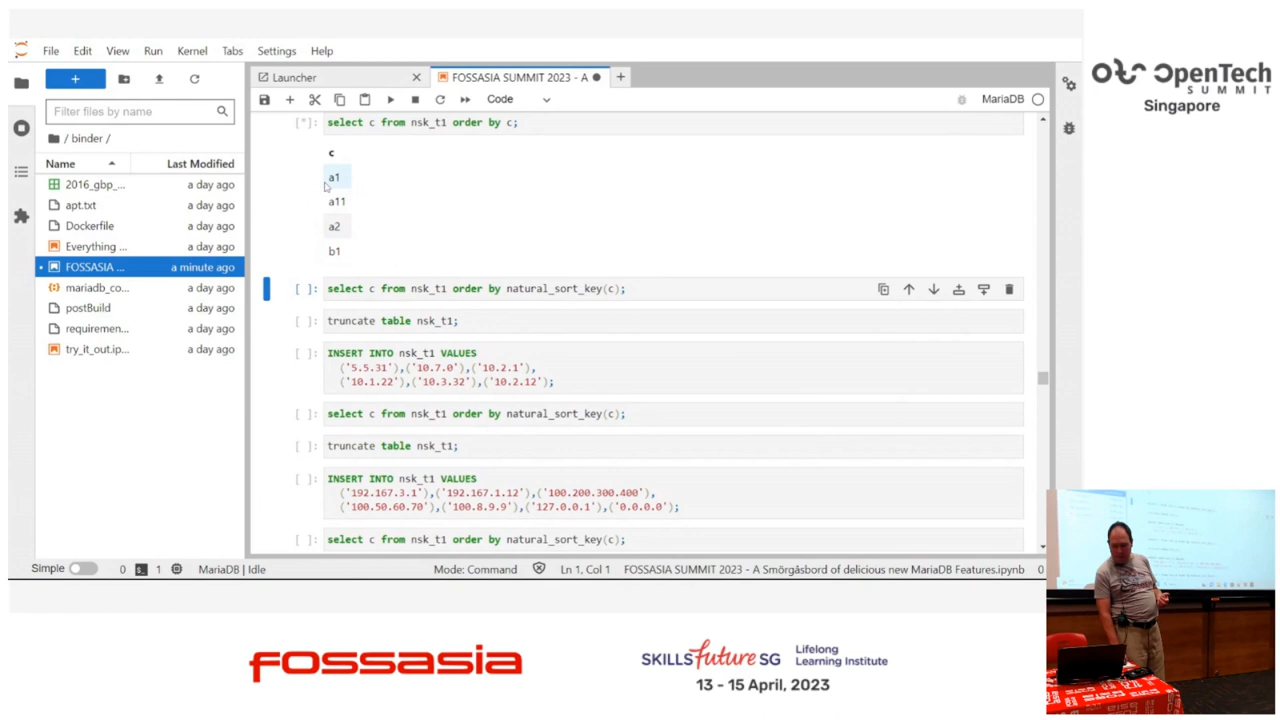 File Edit View Run Kernel Tabs Settings Help
Launcher
FOSSASIA SUMMIT 2023 - A
Code
MariaDB
Filter files by name
/ binder /
Name Last Modified
2016_gbp_... a day ago
apt.txt a day ago
Dockerfile a day ago
Everything ... a day ago
FOSSASIA ... a minute ago
mariadb_co... a day ago
postBuild a day ago
requiremen... a day ago
try_it_out.ip... a day ago
[*]: select c from nsk_t1 order by c;
c
a1
a11
a2
b1
[ ]: select c from nsk_t1 order by natural_sort_key(c);
[ ]: truncate table nsk_t1;
[ ]: INSERT INTO nsk_t1 VALUES
('5.5.31'),('10.7.0'),('10.2.1'),
('10.1.22'),('10.3.32'),('10.2.12');
[ ]: select c from nsk_t1 order by natural_sort_key(c);
[ ]: truncate table nsk_t1;
[ ]: INSERT INTO nsk_t1 VALUES
('192.167.3.1'),('192.167.1.12'),('100.200.300.400'),
('100.50.60.70'),('100.8.9.9'),('127.0.0.1'),('0.0.0.0');
[ ]: select c from nsk_t1 order by natural_sort_key(c);
Simple 0 1 MariaDB | Idle Mode: Command Ln 1, Col 1 FOSSASIA SUMMIT 2023 - A Smörgåsbord of delicious new MariaDB Features.ipynb 0
OpenTech
SUMMIT
Singapore
fossasia
SKILLS future SG
Lifelong
Learning Institute
13 - 15 April, 2023